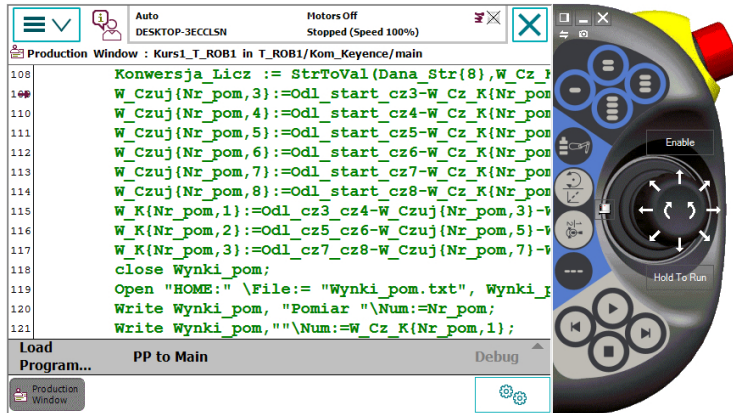 Auto
DESKTOP-3ECCLSN
Motors Off
Stopped (Speed 100%)
Production Window : Kurs1_T_ROB1 in T_ROB1/Kom_Keyence/main
108 Konwersja_Licz := StrToVal(Dana_Str{8},W_Cz_
109 W_Czuj{Nr_pom,3}:=Odl_start_cz3-W_Cz_K{Nr_pom
110 W_Czuj{Nr_pom,4}:=Odl_start_cz4-W_Cz_K{Nr_pom
111 W_Czuj{Nr_pom,5}:=Odl_start_cz5-W_Cz_K{Nr_pom
112 W_Czuj{Nr_pom,6}:=Odl_start_cz6-W_Cz_K{Nr_pom
113 W_Czuj{Nr_pom,7}:=Odl_start_cz7-W_Cz_K{Nr_pom
114 W_Czuj{Nr_pom,8}:=Odl_start_cz8-W_Cz_K{Nr_pom
115 W_K{Nr_pom,1}:=Odl_cz3_cz4-W_Czuj{Nr_pom,3}-W
116 W_K{Nr_pom,2}:=Odl_cz5_cz6-W_Czuj{Nr_pom,5}-W
117 W_K{Nr_pom,3}:=Odl_cz7_cz8-W_Czuj{Nr_pom,7}-W
118 close Wynki_pom;
119 Open "HOME:" \File:= "Wynki_pom.txt", Wynki_p
120 Write Wynki_pom, "Pomiar "\Num:=Nr_pom;
121 Write Wynki_pom,""\Num:=W_Cz_K{Nr_pom,1};
Load Program...
PP to Main
Debug
Production
Window
Enable
Hold To Run